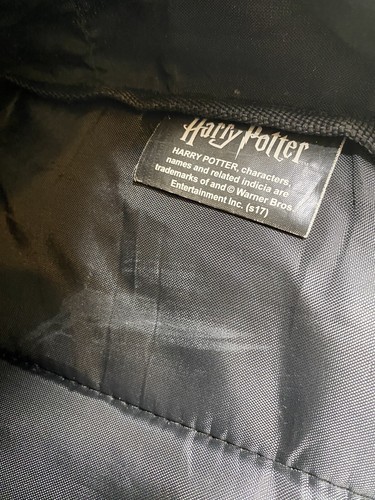 Harry Potter
HARRY POTTER, characters,
names and related indicia are
trademarks of and © Warner Bros.
Entertainment Inc. (s17)